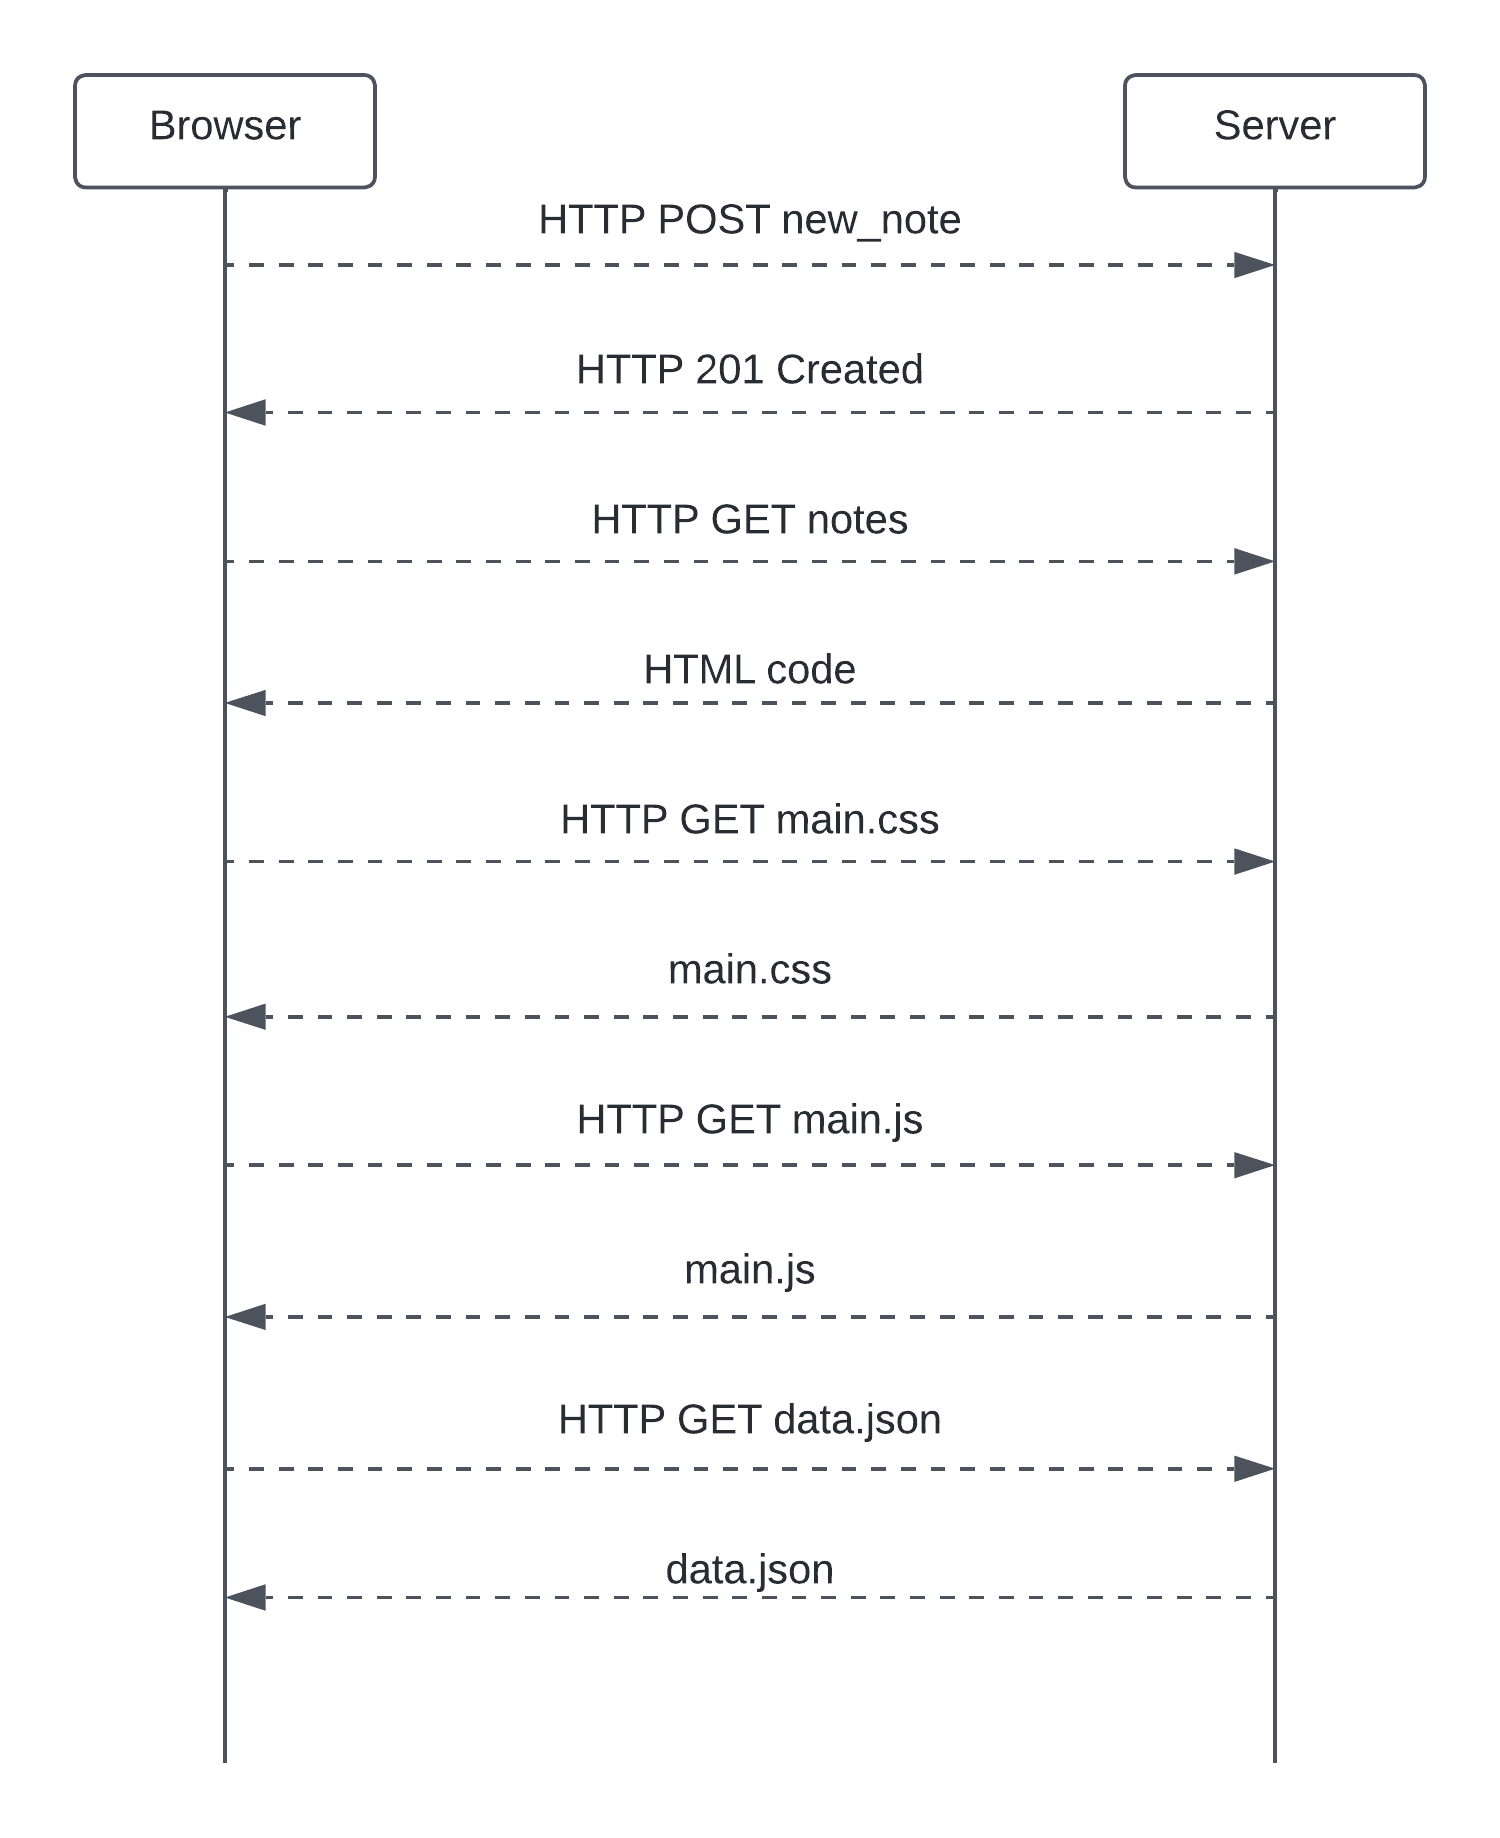 Browser
Server
HTTP POST new_note
HTTP 201 Created
HTTP GET notes
HTML code
HTTP GET main.css
main.css
HTTP GET main.js
main.js
HTTP GET data.json
data.json